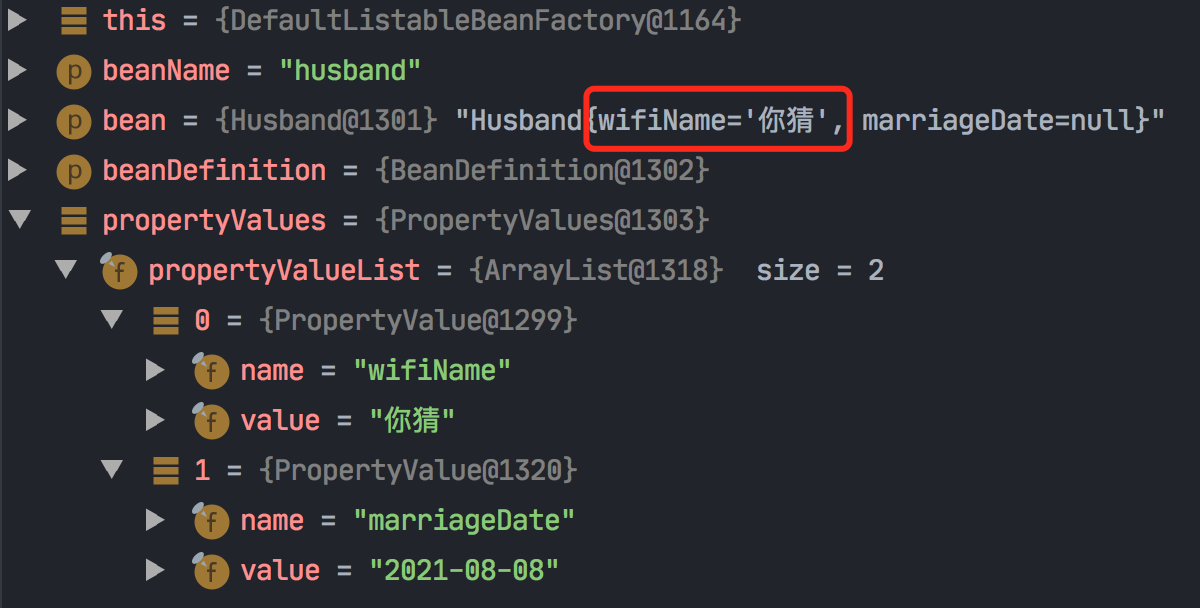 this = {DefaultListableBeanFactory@1164}
p beanName = "husband"
p bean = {Husband@1301} "Husband{wifiName='你猜', marriageDate=null}"
p beanDefinition = {BeanDefinition@1302}
propertyValues = {PropertyValues@1303}
f propertyValueList = {ArrayList@1318} size = 2
0 = {PropertyValue@1299}
f name = "wifiName"
f value = "你猜"
1 = {PropertyValue@1320}
f name = "marriageDate"
f value = "2021-08-08"